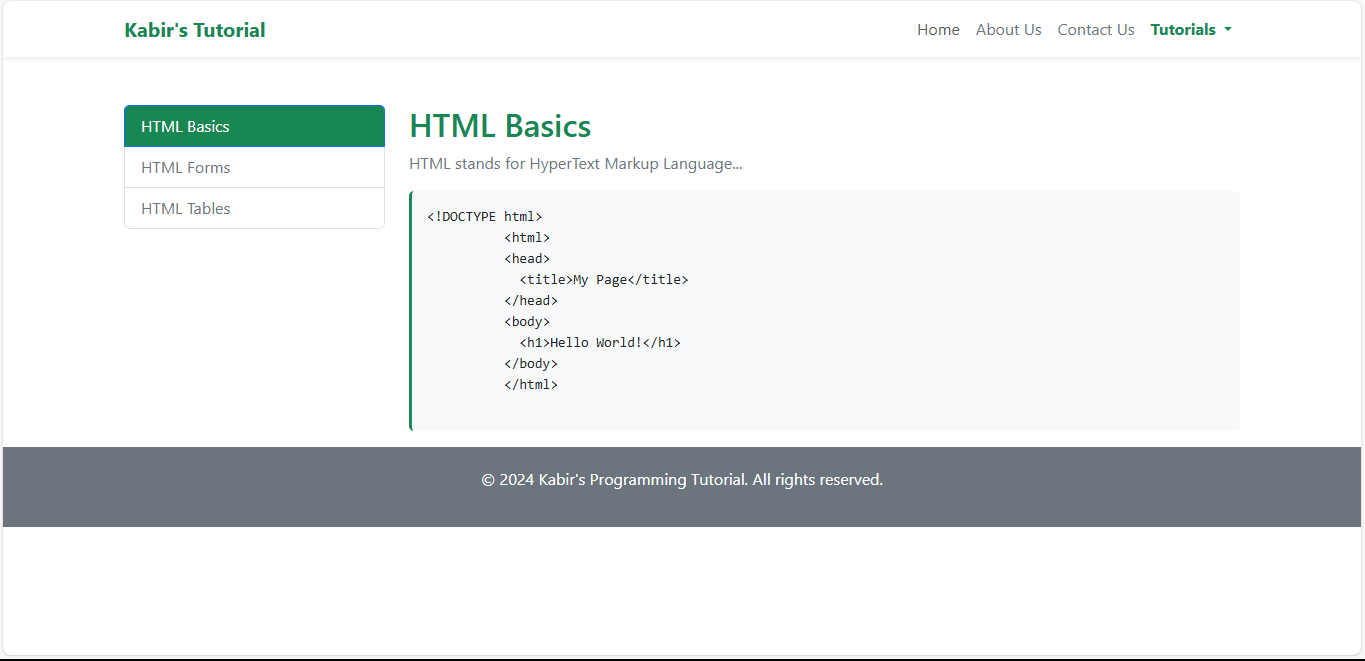 Kabir's Tutorial
Home About Us Contact Us Tutorials
HTML Basics
HTML Forms
HTML Tables
HTML Basics
HTML stands for HyperText Markup Language...
<!DOCTYPE html>
<html>
<head>
<title>My Page</title>
</head>
<body>
<h1>Hello World!</h1>
</body>
</html>
© 2024 Kabir's Programming Tutorial. All rights reserved.